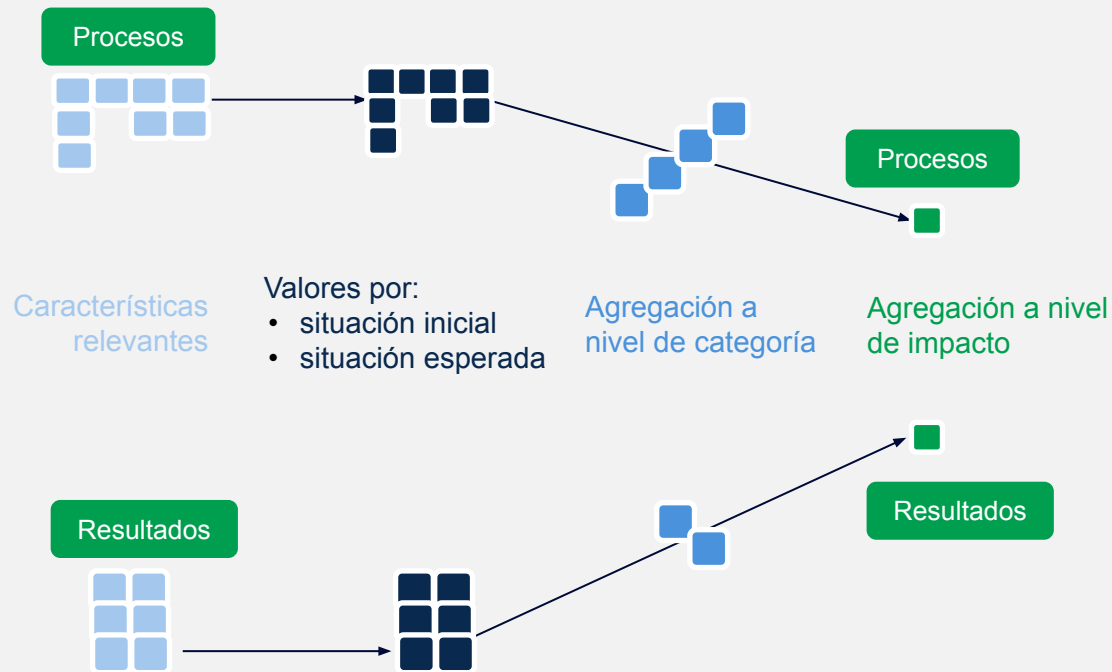 Procesos
Procesos
Características
relevantes
Valores por:
• situación inicial
• situación esperada
Agregación a
nivel de categoría
Agregación a nivel
de impacto
Resultados
Resultados